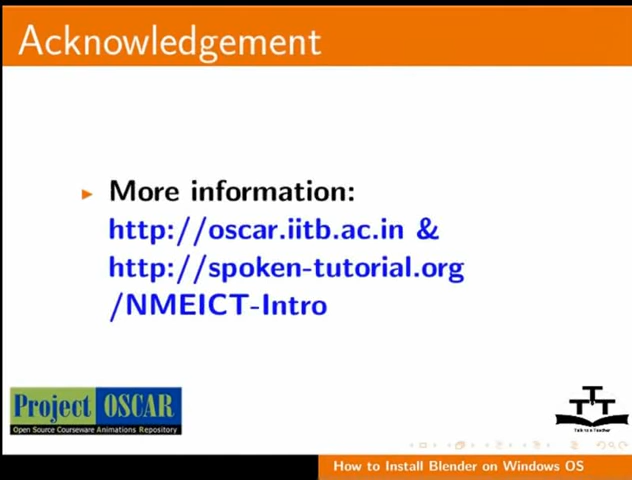 Acknowledgement
More information:
http://oscar.iitb.ac.in &
http://spoken-tutorial.org
/NMEICT-Intro
Project OSCAR
Open Source Courseware Animations Repository
TTT
Talk to a Teacher
How to Install Blender on Windows OS